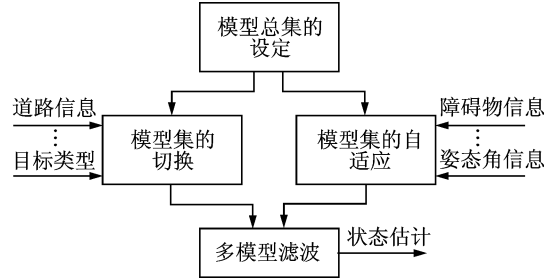 模型总集的
设定
道路信息
目标类型
模型集的
切换
模型集的自
适应
障碍物信息
姿态角信息
多模型滤波
状态估计